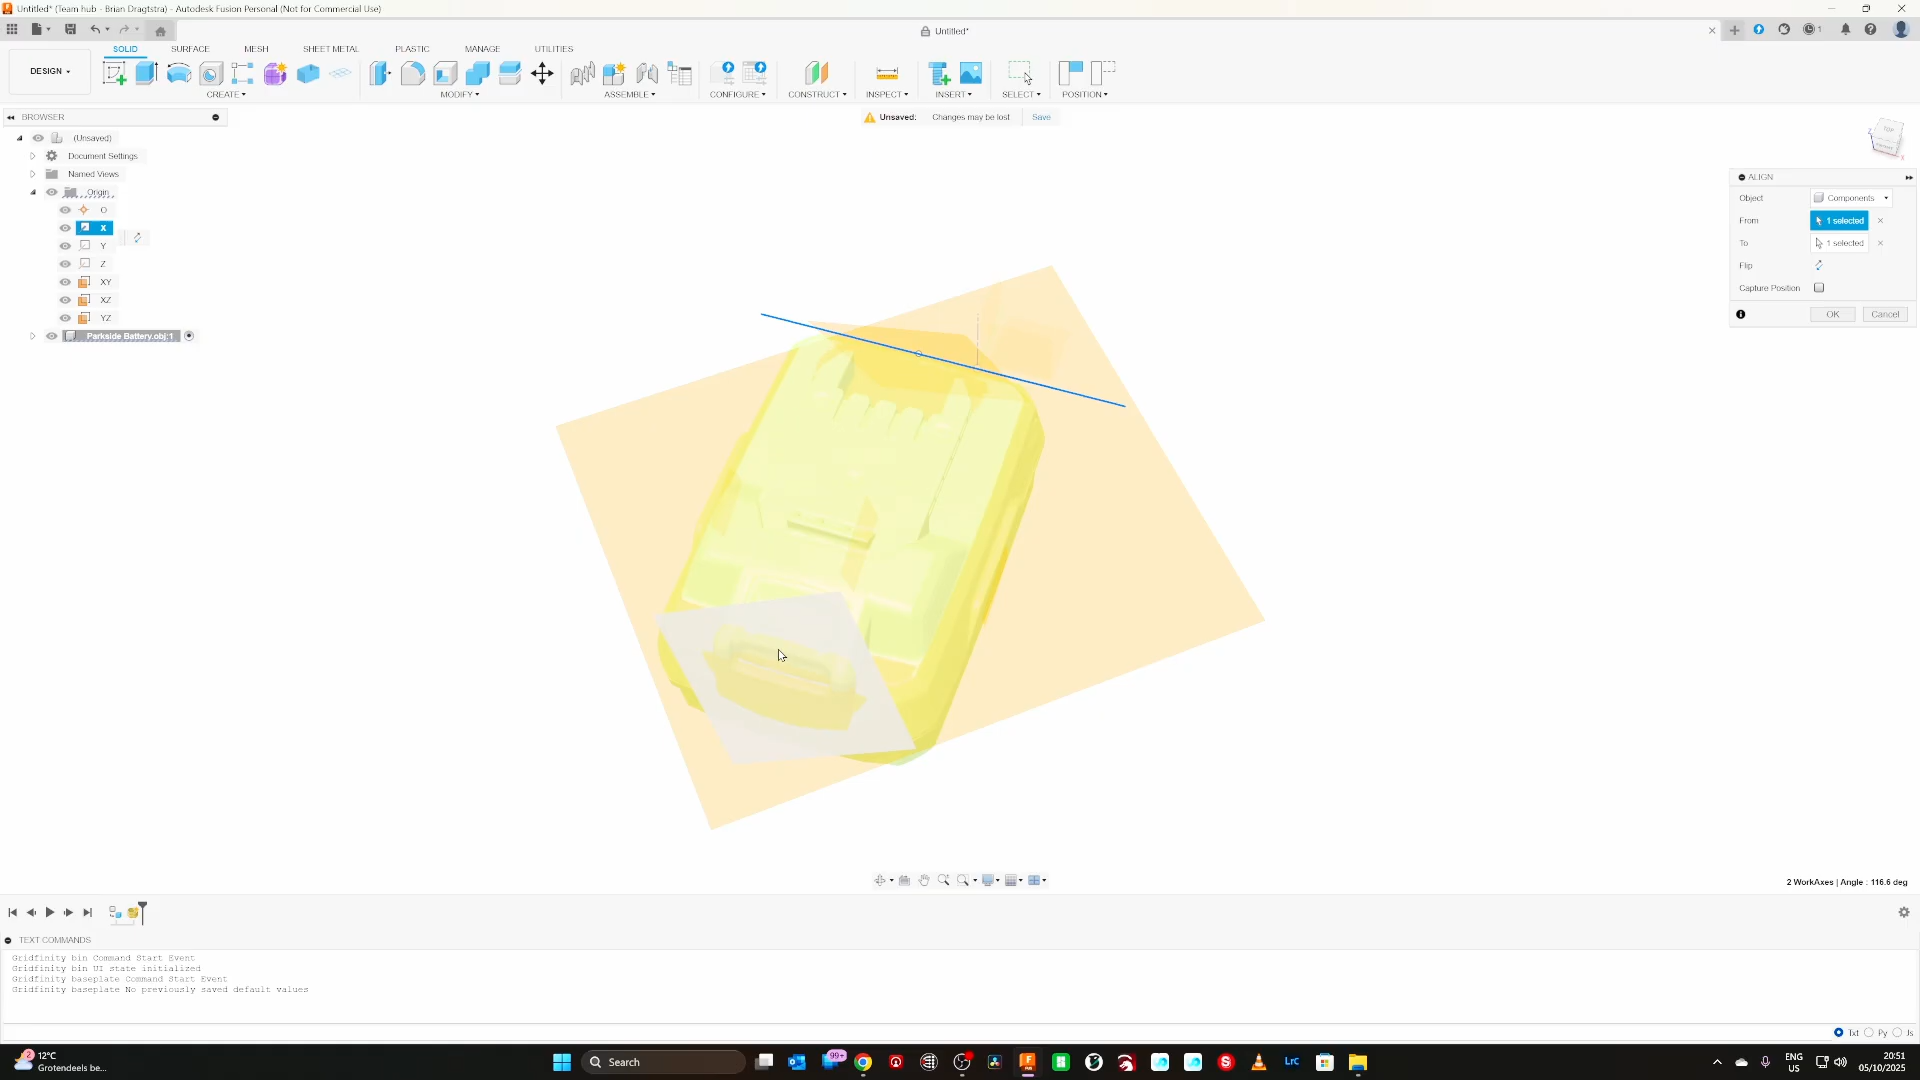 Untitled* (Team hub - Brian Dragtstra) - Autodesk Fusion Personal (Not for Commercial Use)
Untitled*
1
SOLID SURFACE MESH SHEET METAL PLASTIC MANAGE UTILITIES
DESIGN
CREATE MODIFY ASSEMBLE CONFIGURE CONSTRUCT INSPECT INSERT SELECT POSITION
BROWSER
Unsaved: Changes may be lost Save
(Unsaved)
Document Settings
Named Views
Origin
O
X
Y
Z
XY
XZ
YZ
Parkside Battery.obj:1
TOP
Z
ALIGN
Object Components
From 1 selected
To 1 selected
Flip
Capture Position
OK Cancel
2 WorkAxes | Angle : 116.6 deg
TEXT COMMANDS
Gridfinity bin Command Start Event
Gridfinity bin UI state initialized
Gridfinity baseplate Command Start Event
Gridfinity baseplate No previously saved default values
Txt Py Js
2
12°C
Grotendeels be...
Search
99+
LrC
ENG
US
20:51
05/10/2025